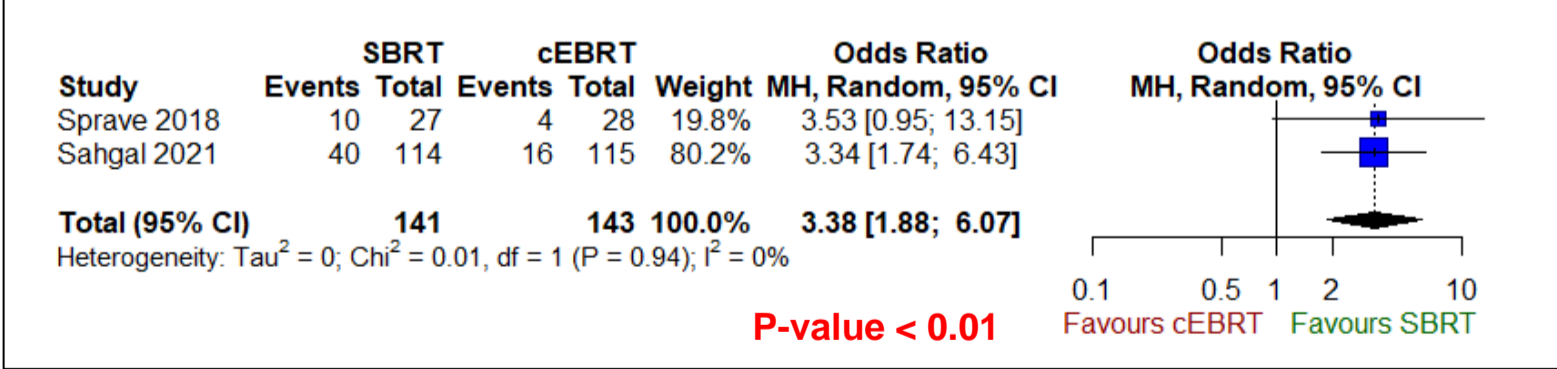 SBRT cEBRT Odds Ratio Odds Ratio
Study Events Total Events Total Weight MH, Random, 95% CI MH, Random, 95% CI
Sprave 2018 10 27 4 28 19.8% 3.53 [0.95; 13.15]
Sahgal 2021 40 114 16 115 80.2% 3.34 [1.74; 6.43]
Total (95% CI) 141 143 100.0% 3.38 [1.88; 6.07]
Heterogeneity: Tau² = 0; Chi² = 0.01, df = 1 (P = 0.94); I² = 0%
0.1 0.5 1 2 10
P-value < 0.01 Favours cEBRT Favours SBRT